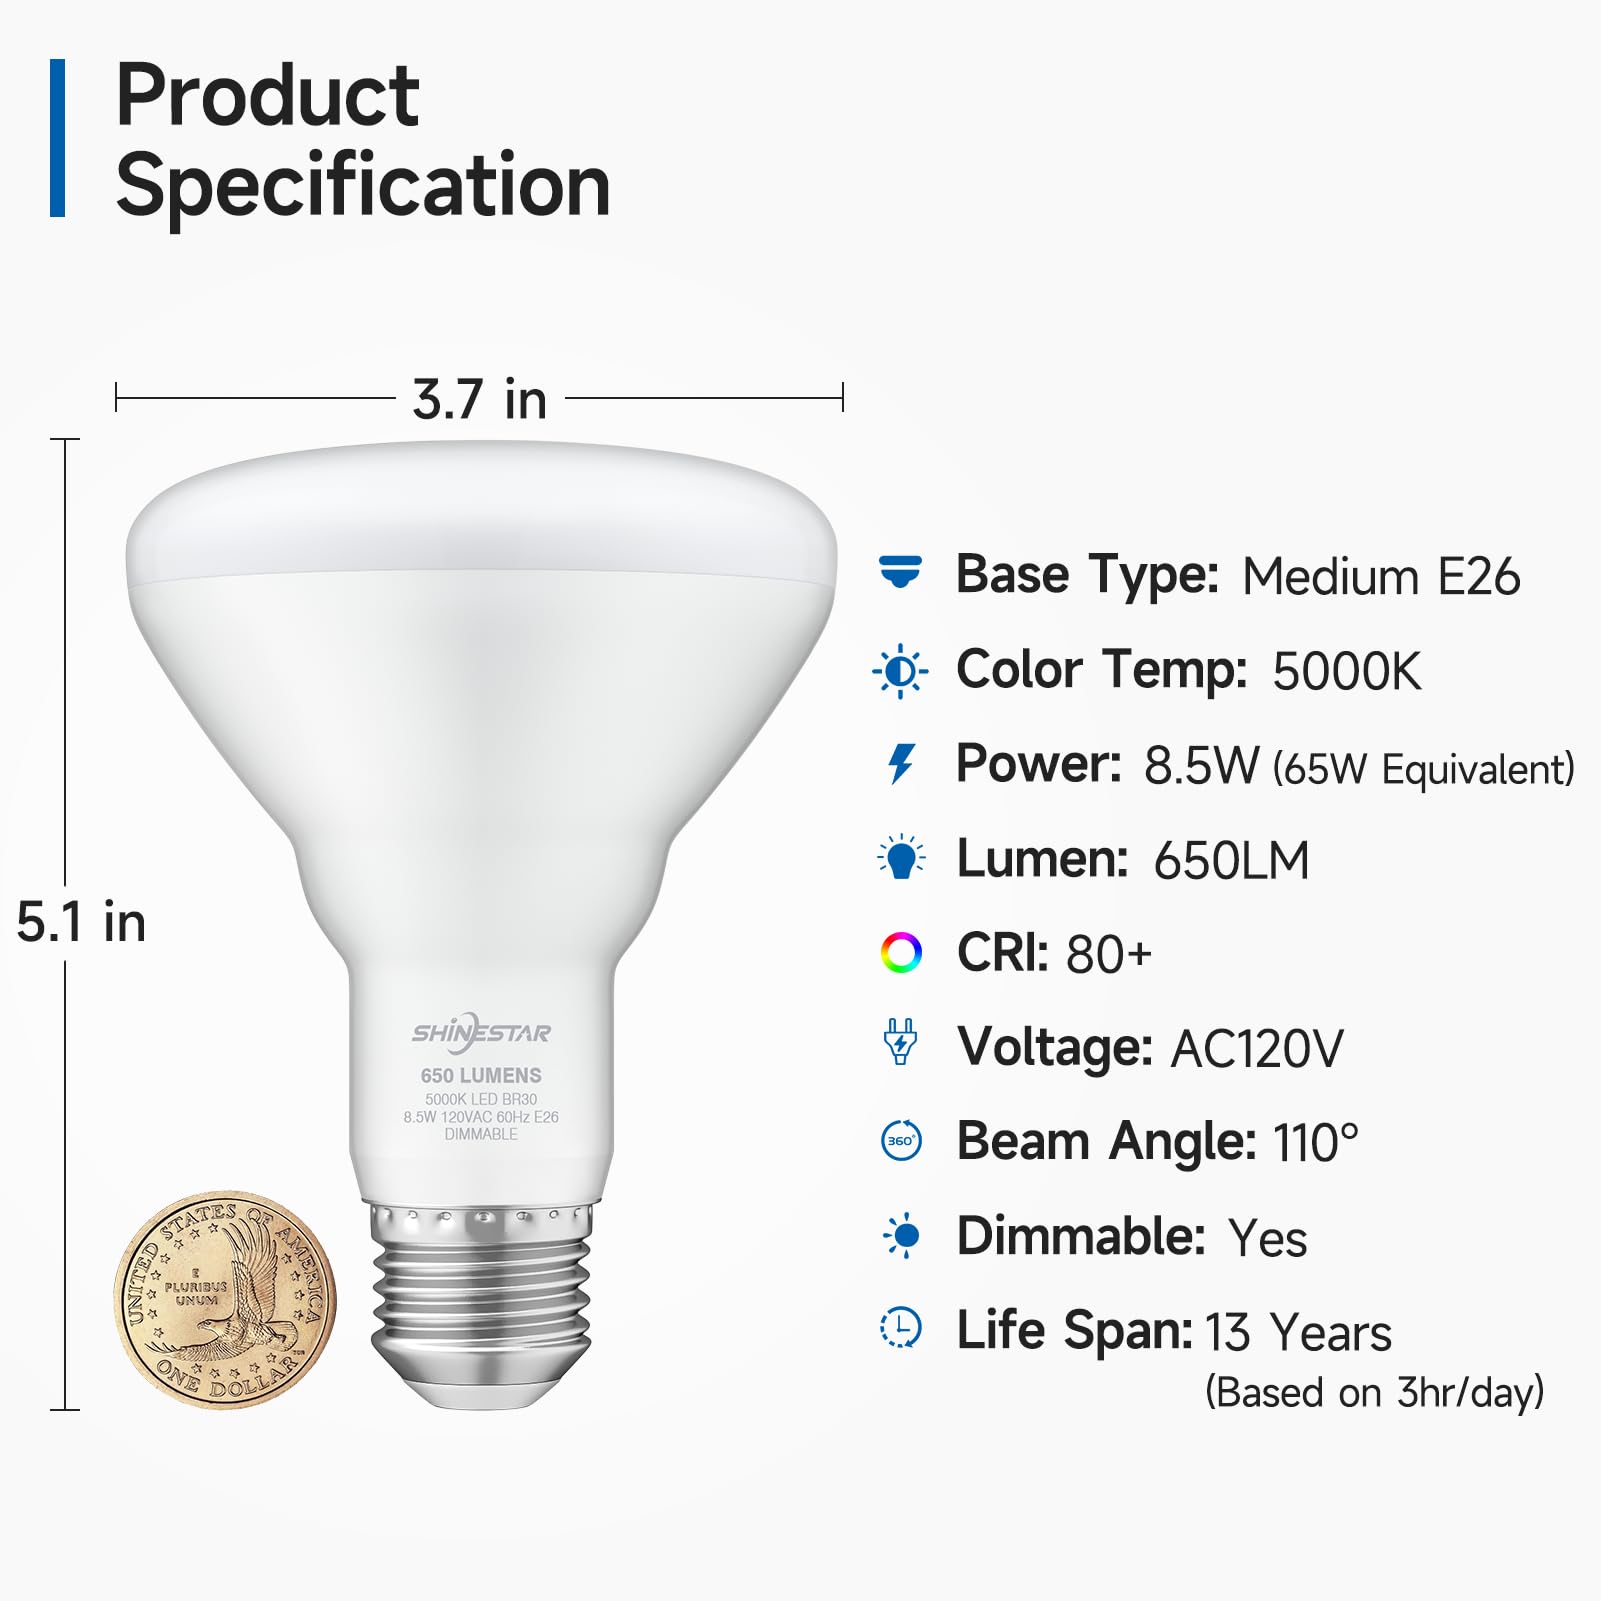 Product
Specification
3.7 in
5.1 in
Base Type: Medium E26
Color Temp: 5000K
Power: 8.5W (65W Equivalent)
Lumen: 650LM
CRI: 80+
Voltage: AC120V
360°
Beam Angle: 110°
Dimmable: Yes
Life Span: 13 Years
(Based on 3hr/day)
SHINESTAR
650 LUMENS
5000K LED BR30
8.5W 120VAC 60Hz E26
DIMMABLE
UNITED STATES OF AMERICA
E
PLURIBUS
UNUM
ONE DOLLAR